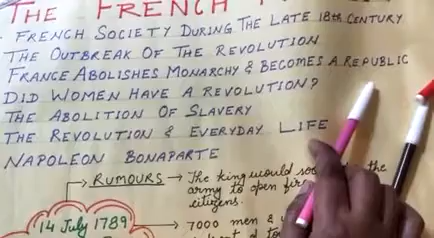 THE FRENCH
FRENCH SOCIETY DURING THE LATE 18th CENTURY
THE OUTBREAK OF THE REVOLUTION
FRANCE ABOLISHES MONARCHY & BECOMES A REPUBLIC
DID WOMEN HAVE A REVOLUTION?
THE ABOLITION OF SLAVERY
THE REVOLUTION & EVERYDAY LIFE
NAPOLEON BONAPARTE
RUMOURS → The king would the
army to open
citizens.
14 July 1789 → 7000 men &